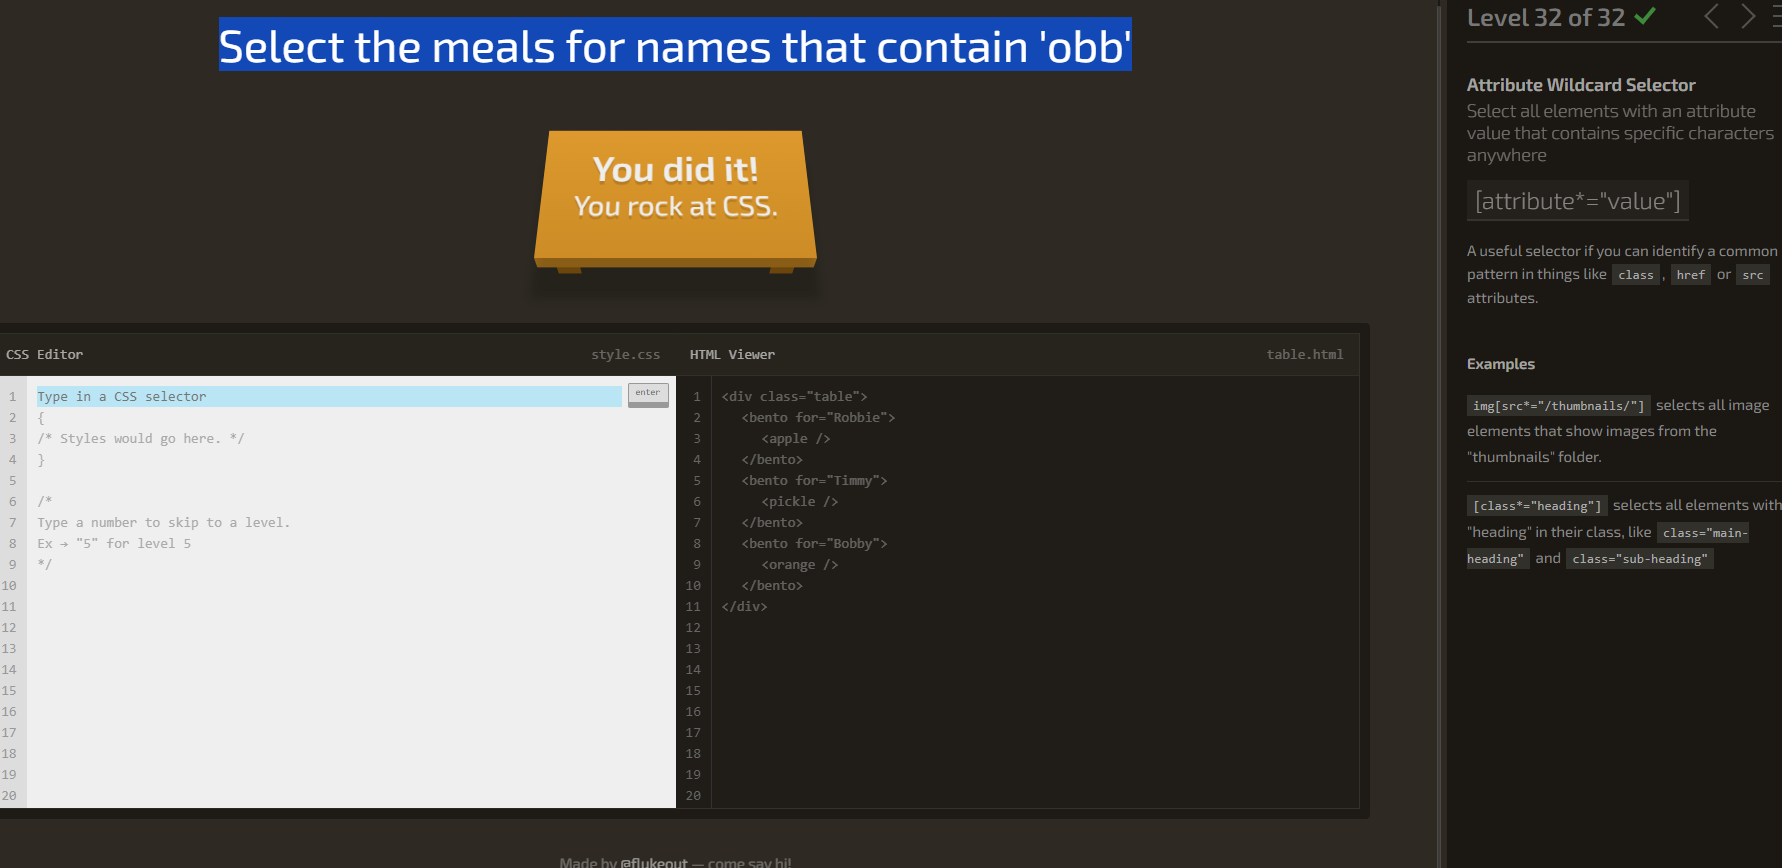 Select the meals for names that contain 'obb'
You did it!
You rock at CSS.
CSS Editor
style.css
1
2
3
4
5
6
7
8
9
10
11
12
13
14
15
16
17
18
19
20
Type in a CSS selector
enter
{
/* Styles would go here. */
}
/*
Type a number to skip to a level.
Ex → "5" for level 5
*/
HTML Viewer
table.html
1
2
3
4
5
6
7
8
9
10
11
12
13
14
15
16
17
18
19
20
<div class="table">
<bento for="Robbie">
<apple />
</bento>
<bento for="Timmy">
<pickle />
</bento>
<bento for="Bobby">
<orange />
</bento>
</div>
Made by @flukeout — come say hi!
Level 32 of 32
Attribute Wildcard Selector
Select all elements with an attribute
value that contains specific characters
anywhere
[attribute*="value"]
A useful selector if you can identify a common
pattern in things like class, href or src
attributes.
Examples
img[src*="/thumbnails/"] selects all image
elements that show images from the
"thumbnails" folder.
[class*="heading"] selects all elements with
"heading" in their class, like class="main-
heading" and class="sub-heading"